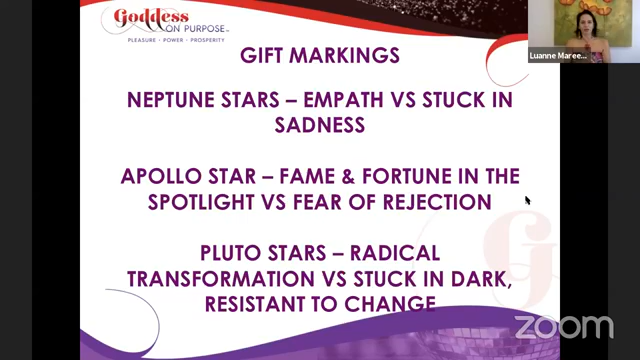 Goddess
ON PURPOSE™
PLEASURE • POWER • PROSPERITY
Luanne Maree...
GIFT MARKINGS
NEPTUNE STARS – EMPATH VS STUCK IN
SADNESS
APOLLO STAR – FAME & FORTUNE IN THE
SPOTLIGHT VS FEAR OF REJECTION
PLUTO STARS – RADICAL
TRANSFORMATION VS STUCK IN DARK,
RESISTANT TO CHANGE
zoom